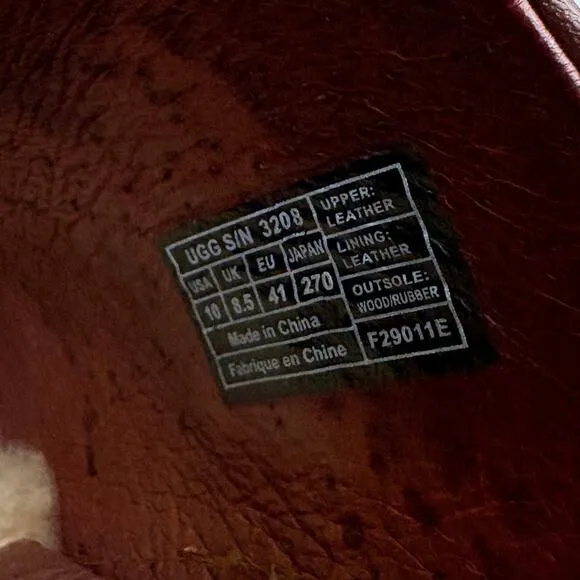 UGG S/N 3208
USA UK EU JAPAN
10 8.5 41 270
Made in China
Fabrique en Chine
UPPER:
LEATHER
LINING:
LEATHER
OUTSOLE:
WOOD/RUBBER
F29011E